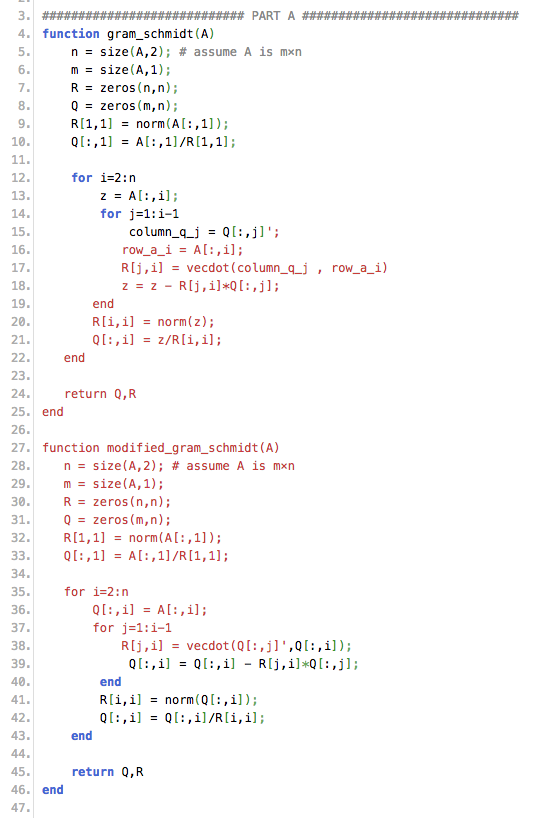 3. ############################ PART A ##############################
4. function gram_schmidt(A)
5.     n = size(A,2); # assume A is m×n
6.     m = size(A,1);
7.     R = zeros(n,n);
8.     Q = zeros(m,n);
9.     R[1,1] = norm(A[:,1]);
10.     Q[:,1] = A[:,1]/R[1,1];
11.
12.     for i=2:n
13.         z = A[:,i];
14.         for j=1:i-1
15.             column_q_j = Q[:,j]';
16.            row_a_i = A[:,i];
17.            R[j,i] = vecdot(column_q_j , row_a_i)
18.            z = z - R[j,i]*Q[:,j];
19.        end
20.        R[i,i] = norm(z);
21.        Q[:,i] = z/R[i,i];
22.    end
23.
24.    return Q,R
25. end
26.
27. function modified_gram_schmidt(A)
28.    n = size(A,2); # assume A is m×n
29.    m = size(A,1);
30.    R = zeros(n,n);
31.    Q = zeros(m,n);
32.    R[1,1] = norm(A[:,1]);
33.    Q[:,1] = A[:,1]/R[1,1];
34.
35.    for i=2:n
36.        Q[:,i] = A[:,i];
37.        for j=1:i-1
38.            R[j,i] = vecdot(Q[:,j]',Q[:,i]);
39.             Q[:,i] = Q[:,i] - R[j,i]*Q[:,j];
40.         end
41.         R[i,i] = norm(Q[:,i]);
42.         Q[:,i] = Q[:,i]/R[i,i];
43.     end
44.
45.     return Q,R
46. end
47.